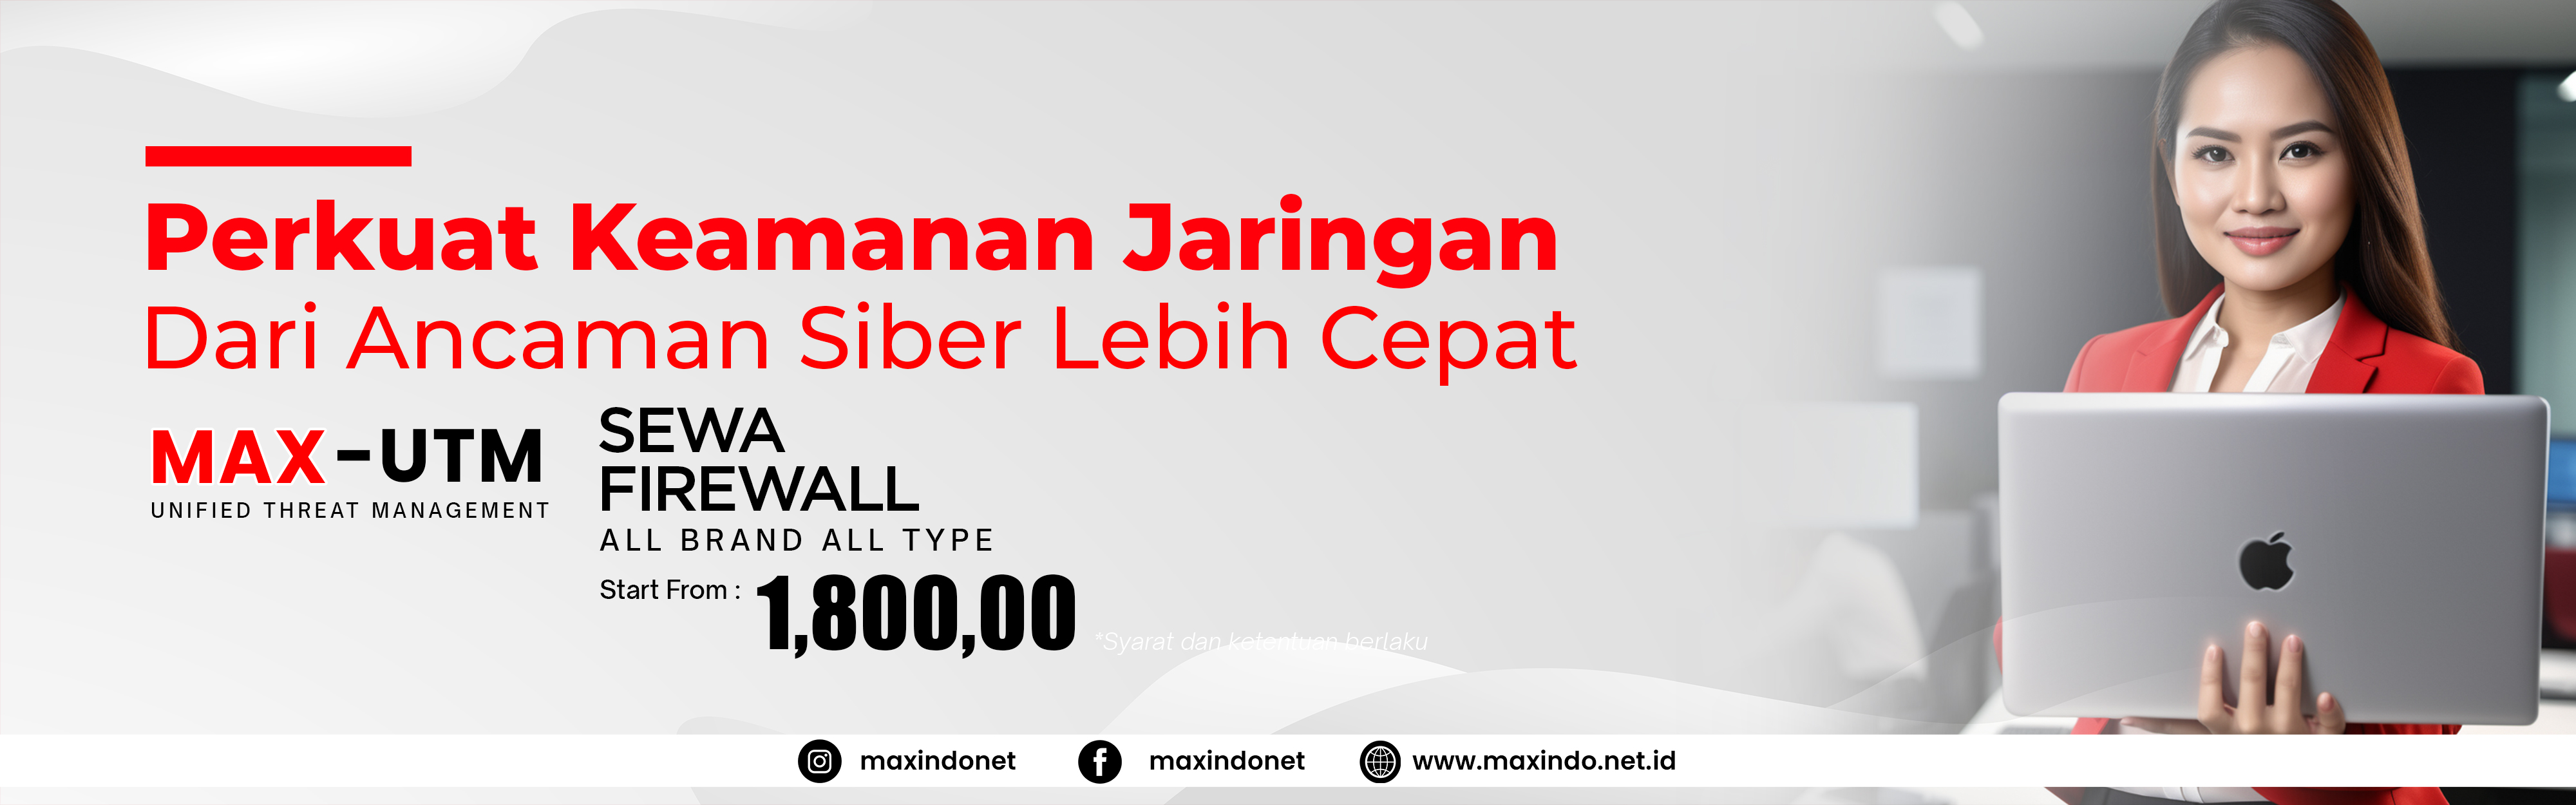 Perkuat Keamanan Jaringan
Dari Ancaman Siber Lebih Cepat
MAX-UTM
UNIFIED THREAT MANAGEMENT
SEWA
FIREWALL
ALL BRAND ALL TYPE
Start From : 1,800,00
*Syarat dan ketentuan berlaku
maxindonet
maxindonet
www.maxindo.net.id